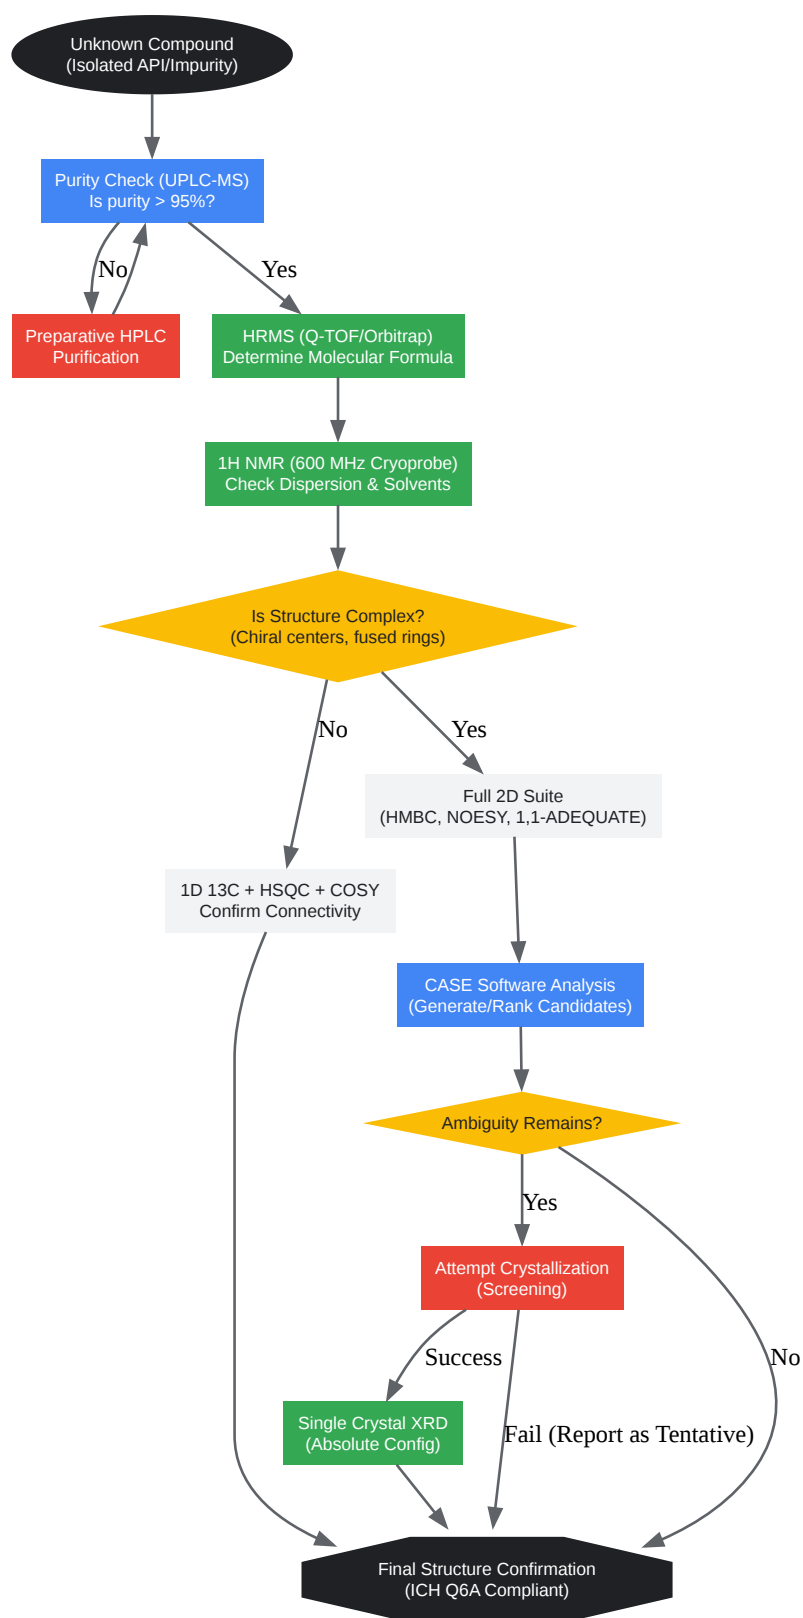 Unknown Compound
(Isolated API/Impurity)
Purity Check (UPLC-MS)
Is purity > 95%?
No
Yes
Preparative HPLC
Purification
HRMS (Q-TOF/Orbitrap)
Determine Molecular Formula
1H NMR (600 MHz Cryoprobe)
Check Dispersion & Solvents
Is Structure Complex?
(Chiral centers, fused rings)
No
Yes
Full 2D Suite
(HMBC, NOESY, 1,1-ADEQUATE)
1D 13C + HSQC + COSY
Confirm Connectivity
CASE Software Analysis
(Generate/Rank Candidates)
Ambiguity Remains?
Yes
Attempt Crystallization
(Screening)
Success
No
Single Crystal XRD
(Absolute Config)
Fail (Report as Tentative)
Final Structure Confirmation
(ICH Q6A Compliant)